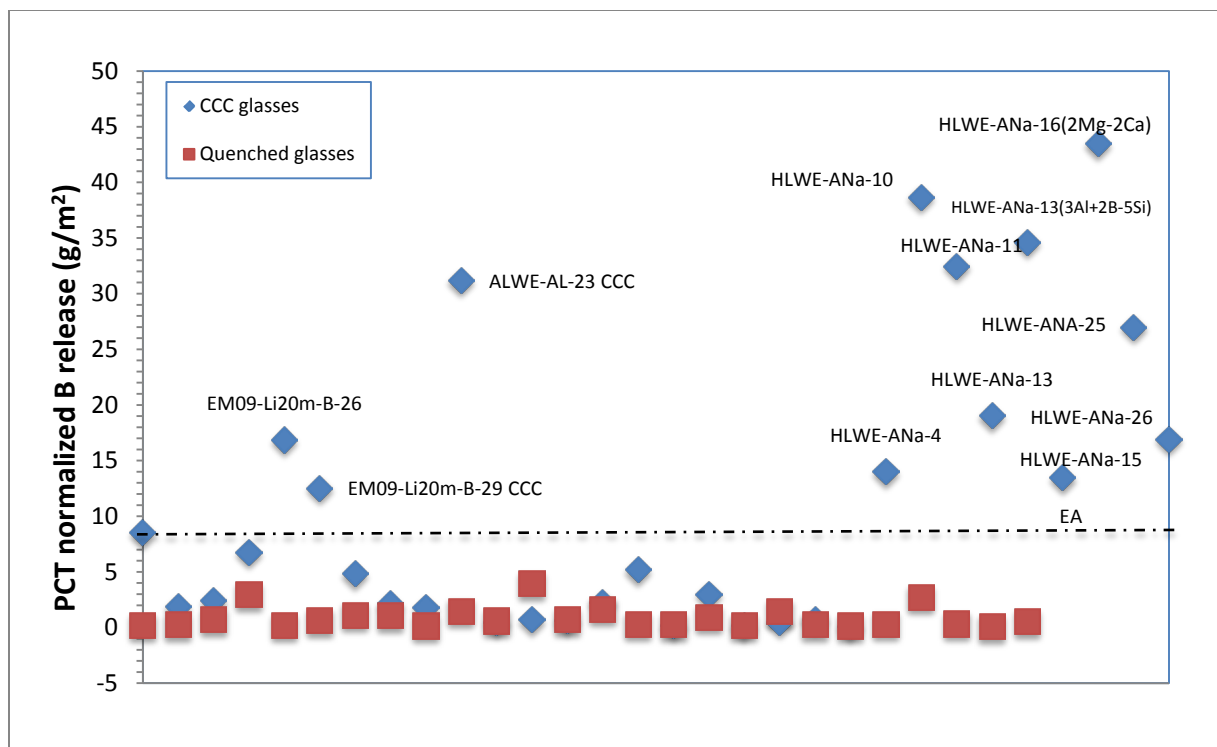 50
45
40
35
30
25
20
15
10
5
0
-5
PCT normalized B release (g/m²)
CCC glasses
Quenched glasses
HLWE-ANa-16(2Mg-2Ca)
HLWE-ANa-10
HLWE-ANa-13(3Al+2B-5Si)
HLWE-ANa-11
ALWE-AL-23 CCC
HLWE-ANA-25
HLWE-ANa-13
EM09-Li20m-B-26
HLWE-ANa-26
HLWE-ANa-4
HLWE-ANa-15
EM09-Li20m-B-29 CCC
EA